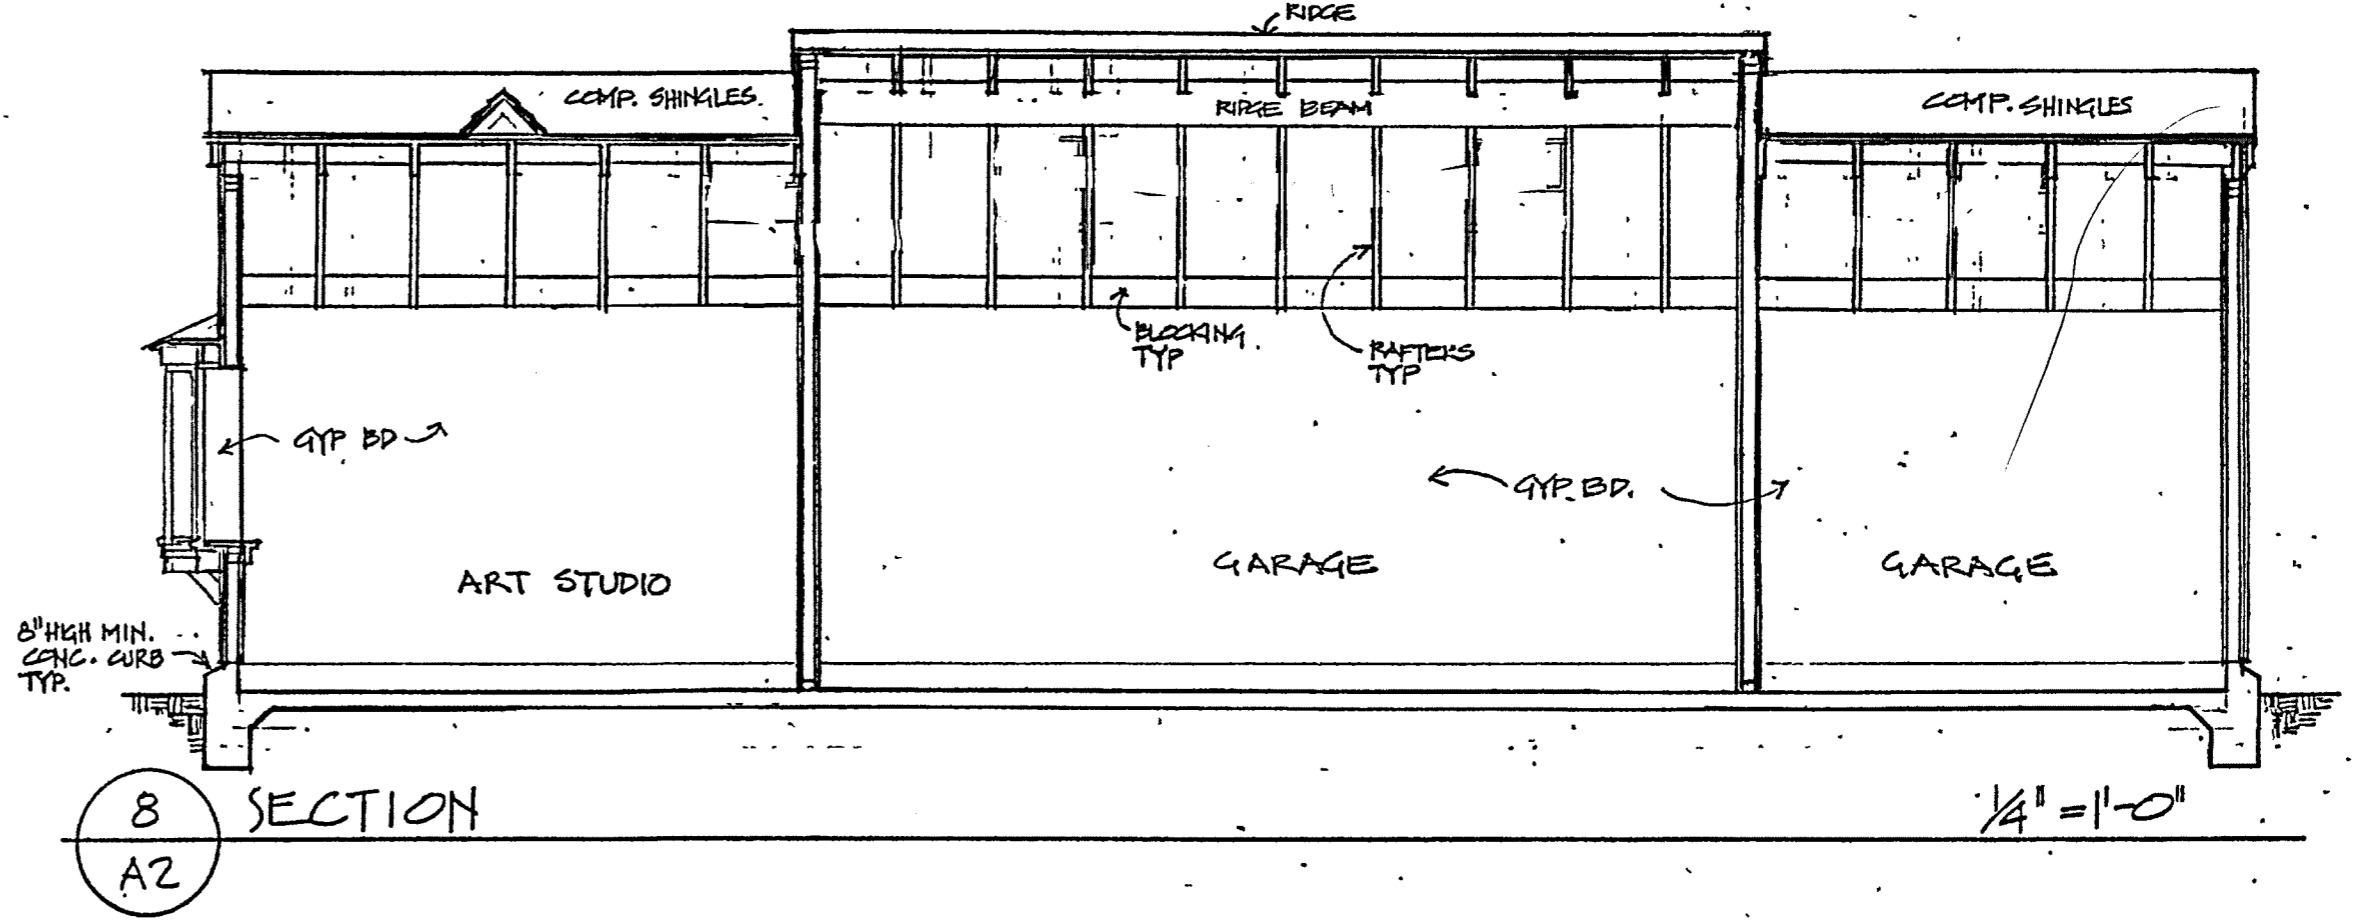 RIDGE
COMP. SHINGLES.
RIDGE BEAM
COMP. SHINGLES
BLOCKING.
TYP
RAFTERS
TYP
GYP. BD
GYP. BD.
ART STUDIO
GARAGE
GARAGE
8" HIGH MIN.
CONC. CURB
TYP.
8
A2
SECTION
1/4" = 1'-0"